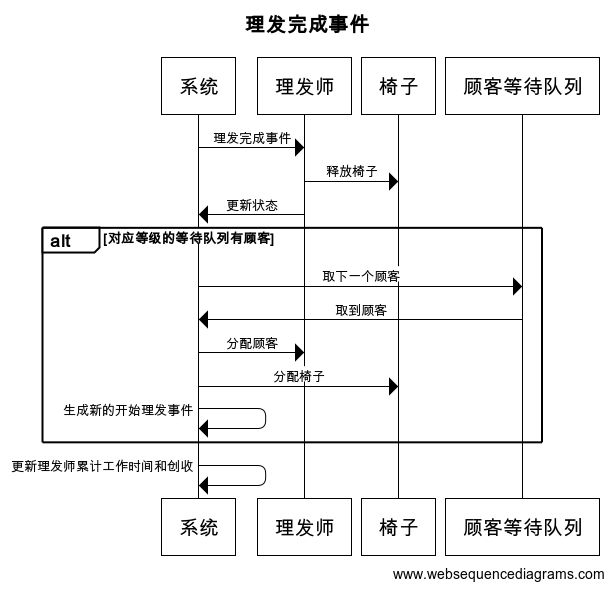 理发完成事件
系统 理发师 椅子 顾客等待队列
理发完成事件
释放椅子
更新状态
alt [对应等级的等待队列有顾客]
取下一个顾客
取到顾客
分配顾客
分配椅子
生成新的开始理发事件
更新理发师累计工作时间和创收
系统 理发师 椅子 顾客等待队列
www.websequencediagrams.com